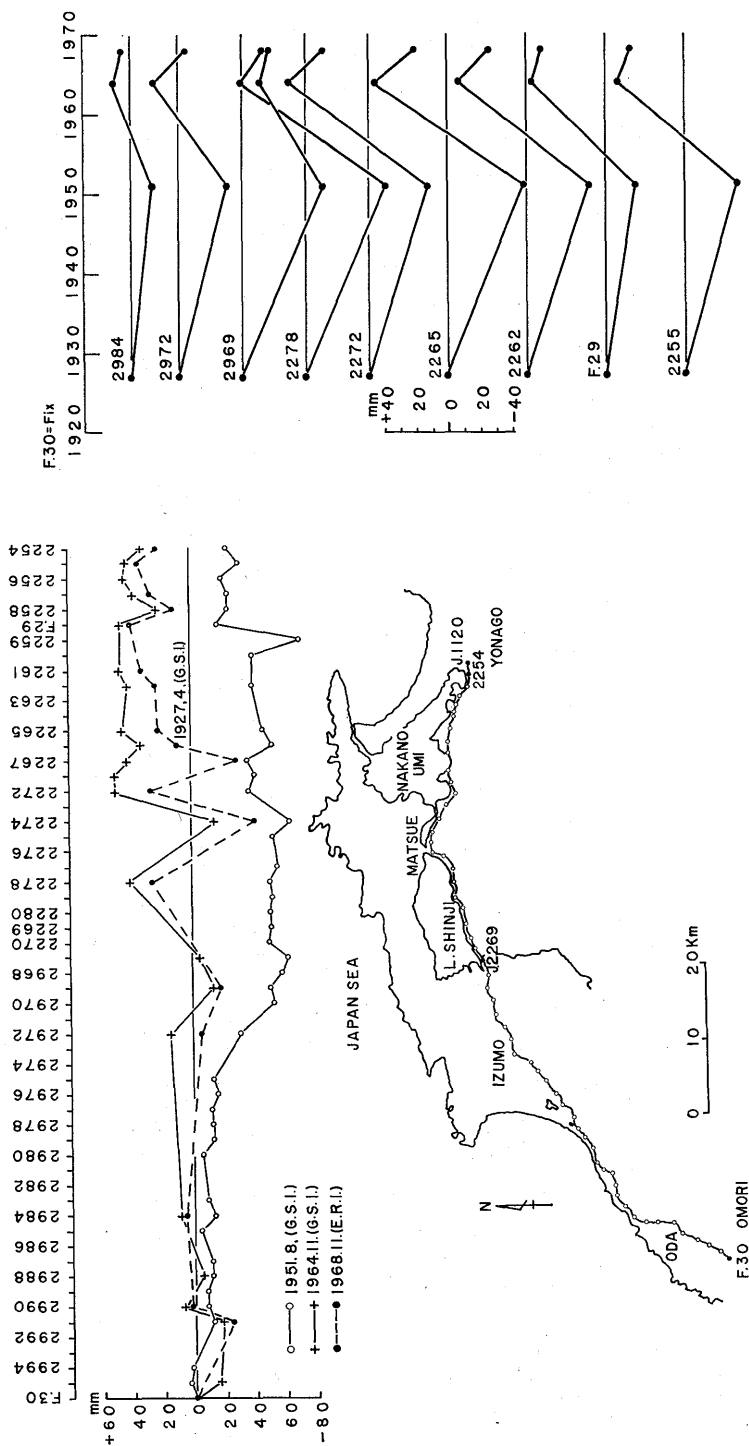 F.30=Fix
1920 1930 1940 1950 1960 1970
2984
2972
2969
2278
2272
2265
2262
F.29
2255
mm
+40
20
0
20
-40
F.30 2994 2992 2990 2988 2986 2984 2982 2980 2978 2976 2974 2972 2970 2968 2270 2269 2280 2278 2276 2274 2272 2267 2265 2263 2261 2259 F.29 2258 2256 2254
mm
+60
40
20
0
20
40
60
-80
1927,4,(G.S.I)
1951.8,(G.S.I.)
1964.11.(G.S.I.)
1968.11.(E.R.I.)
JAPAN SEA
N
L.SHINJI
MATSUE
NAKANO
UMI
J.1120
2254
YONAGO
J2269
IZUMO
ODA
F.30 OMORI
0 10 20 Km